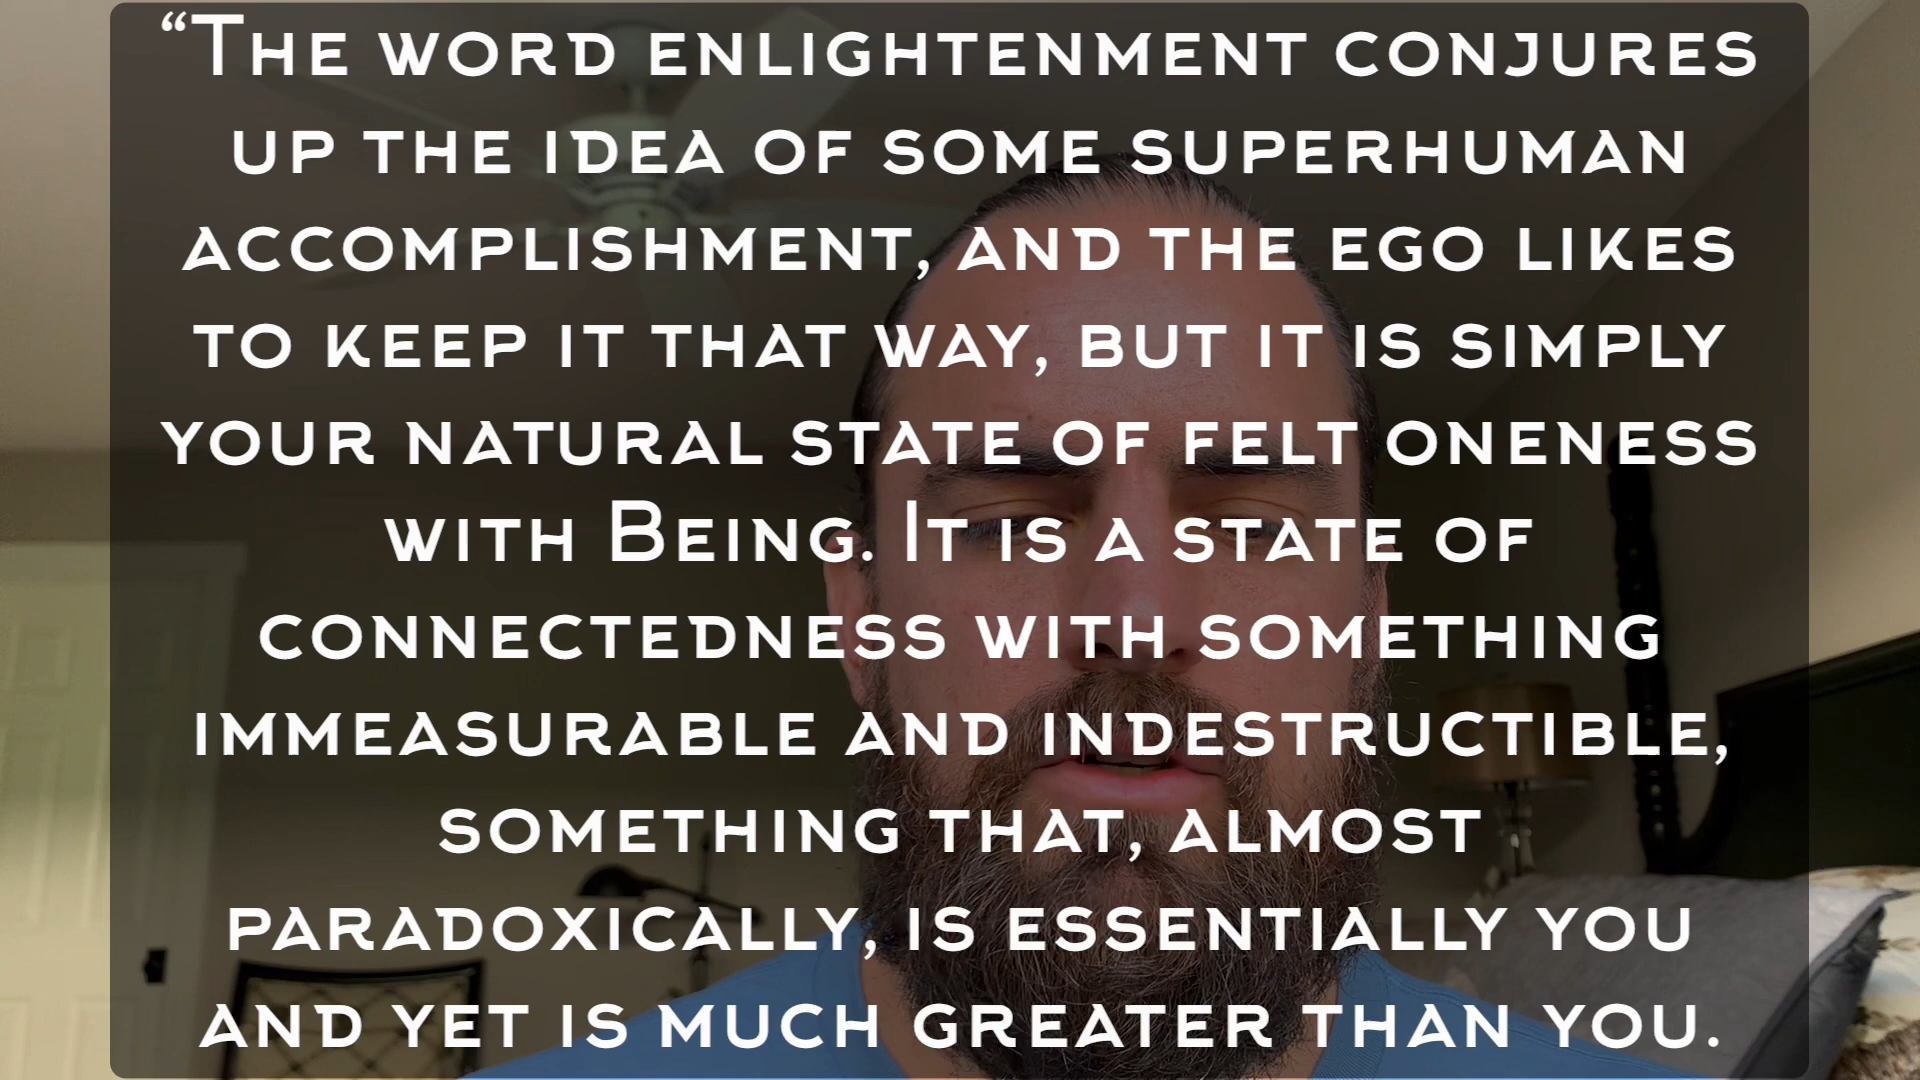 “The word enlightenment conjures
up the idea of some superhuman
accomplishment, and the ego likes
to keep it that way, but it is simply
your natural state of felt oneness
with Being. It is a state of
connectedness with something
immeasurable and indestructible,
something that, almost
paradoxically, is essentially you
and yet is much greater than you.